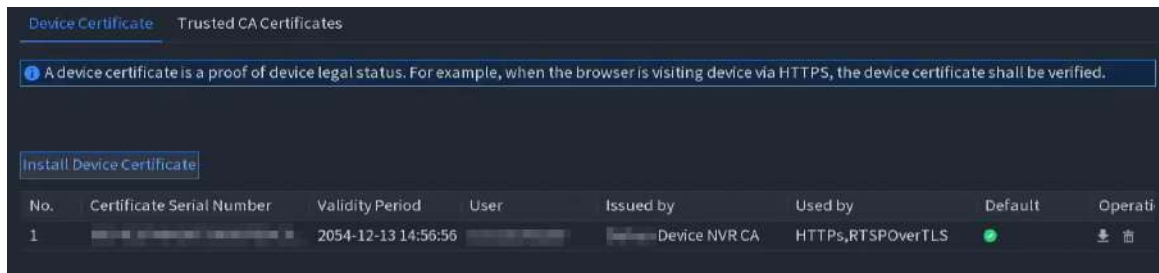 Device Certificate Trusted CA Certificates
A device certificate is a proof of device legal status. For example, when the browser is visiting device via HTTPS, the device certificate shall be verified.
Install Device Certificate
No. Certificate Serial Number Validity Period User Issued by Used by Default Operati
1 2054-12-13 14:56:56 Device NVR CA HTTPs,RTSPOverTLS